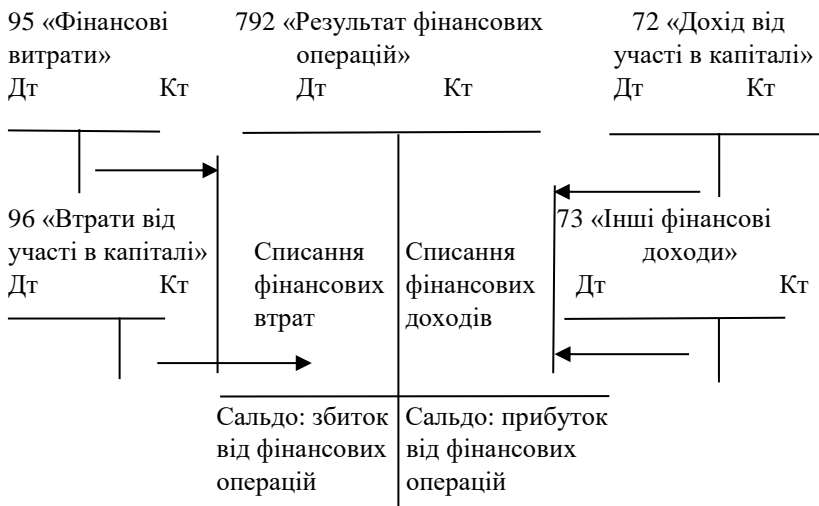 95 «Фінансові
витрати»
Дт Кт
792 «Результат фінансових
операцій»
Дт Кт
72 «Дохід від
участі в капіталі»
Дт Кт
96 «Втрати від
участі в капіталі»
Дт Кт
Списання
фінансових
втрат
Списання
фінансових
доходів
73 «Інші фінансові
доходи»
Дт Кт
Сальдо: збиток
від фінансових
операцій
Сальдо: прибуток
від фінансових
операцій